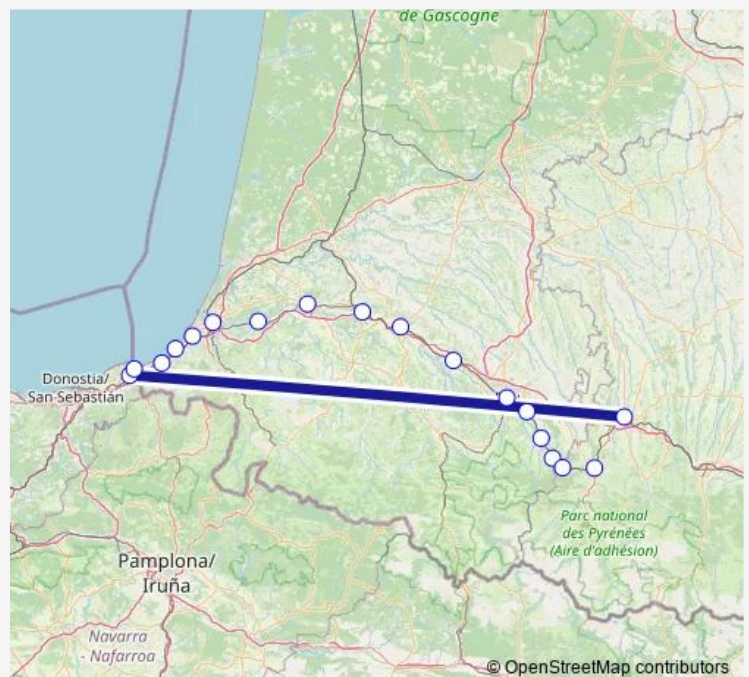 de Gascogne
Donostia/
San Sebastián
Parc national
des Pyrénées
(Aire d'adhésion)
Pamplona/
Iruña
Navarra
- Nafarroa
© OpenStreetMap contributors